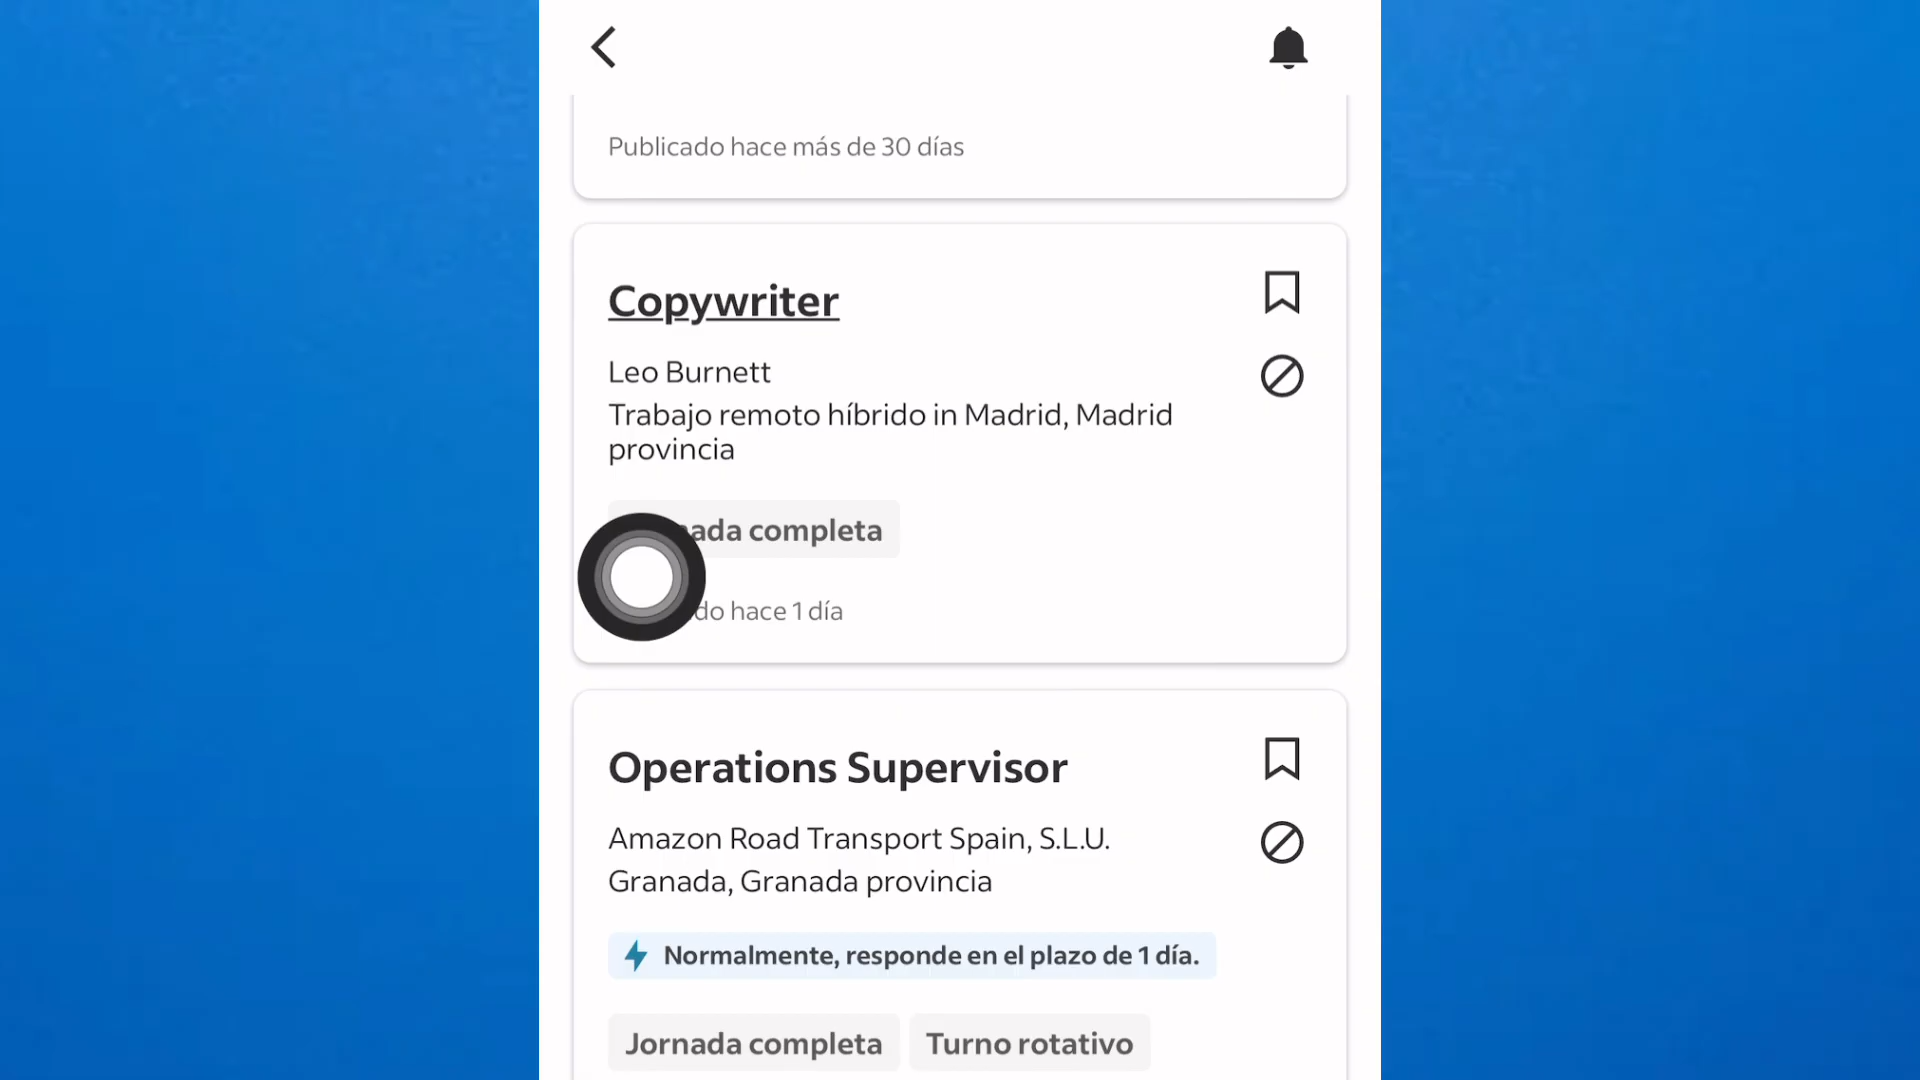 Publicado hace más de 30 días
Copywriter
Leo Burnett
Trabajo remoto híbrido in Madrid, Madrid
provincia
completa
hace 1 día
Operations Supervisor
Amazon Road Transport Spain, S.L.U.
Granada, Granada provincia
Normalmente, responde en el plazo de 1 día.
Jornada completa Turno rotativo